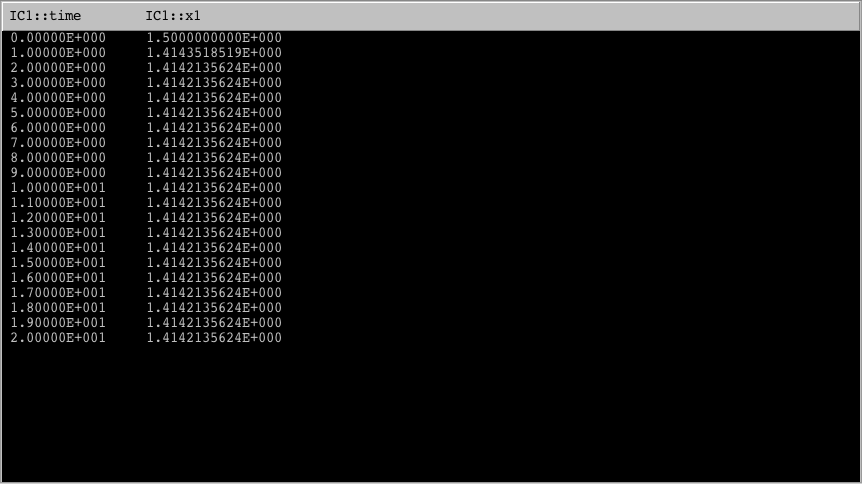 IC1::time IC1::x1
0.00000E+000 1.5000000000E+000
1.00000E+000 1.4143518519E+000
2.00000E+000 1.4142135624E+000
3.00000E+000 1.4142135624E+000
4.00000E+000 1.4142135624E+000
5.00000E+000 1.4142135624E+000
6.00000E+000 1.4142135624E+000
7.00000E+000 1.4142135624E+000
8.00000E+000 1.4142135624E+000
9.00000E+000 1.4142135624E+000
1.00000E+001 1.4142135624E+000
1.10000E+001 1.4142135624E+000
1.20000E+001 1.4142135624E+000
1.30000E+001 1.4142135624E+000
1.40000E+001 1.4142135624E+000
1.50000E+001 1.4142135624E+000
1.60000E+001 1.4142135624E+000
1.70000E+001 1.4142135624E+000
1.80000E+001 1.4142135624E+000
1.90000E+001 1.4142135624E+000
2.00000E+001 1.4142135624E+000